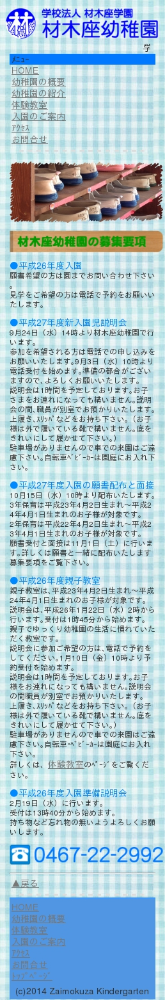 学校法人 材木座学園
材木座幼稚園
学
ﾒﾆｭｰ
HOME
幼稚園の概要
幼稚園の紹介
体験教室
入園のご案内
ｱｸｾｽ
お問合せ
材木座幼稚園の募集要項
●平成26年度入園
願書希望の方は園までお問い合わせ下さい
。
見学をご希望の方は電話で予約をお願いい
たします。
●平成27年度新入園児説明会
9月24日（水）14時より材木座幼稚園で行
います。
参加を希望される方は電話での申し込みを
お願いいたします｡9月3日（水）10時より
電話受付を始めます｡準備の都合がござい
ますので､よろしくお願いいたします。
説明会は1時間を予定しております｡お子
さまをお連れになっても構いません｡説明
会の間､職員が別室でお預かりいたします。
上履き､ｽﾘｯﾊﾟなどをお持ち下さい。（お子
様は外で履いている靴で構いません｡底を
きれいにして履かせて下さい｡）
駐車場がありませんので車での来園はご遠
慮下さい｡自転車ﾍﾞﾋﾞｰｶｰは園庭にお入れ下
さい。
●平成27年度入園の願書配布と面接
10月15日（水）10時より配布いたします。
3年保育は平成23年4月2日生まれ～平成2
4年4月1日生まれのお子様が対象です。
2年保育は平成22年4月2日生まれ～平成2
3年4月1日生まれのお子様が対象です。
願書受付と面接は11月1日（土）に行いま
す｡詳しくは願書と一緒に配布いたします
募集要項をご覧下さい。
●平成26年度親子教室
親子教室は､平成23年4月2日生まれ～平成
24年4月1日生まれのお子様が対象です。
説明会は､平成26年1月22日（水）2時から
行います｡受付は1時45分から始めます。
親子でゆっくり幼稚園の生活に慣れていた
だく教室です。
説明会に参加ご希望の方は､電話で予約を
してください｡1月10日（金）10時より予
約受付を始めます。
説明会は1時間を予定しております｡お子
様をお連れになっても構いません｡説明会
の間職員が別室でお預かりいたします。
上履き､ｽﾘｯﾊﾟなどをお持ち下さい。（お子
様は外で履いている靴で構いません｡底を
きれいにして履かせて下さい｡）
駐車場がありませんので車での来園はご遠
慮下さい｡自転車･ﾍﾞﾋﾞｰｶｰは園庭にお入れ
下さい。
詳しくは、体験教室のﾍﾟｰｼﾞをご覧くだ
さい。
●平成26年度入園準備説明会
2月19日（水）に行います。
受付は13時40分から始めます。
持ち物など忘れ物の無いようよろしくお願
いします。
0467-22-2992
▲戻る
HOME
幼稚園の概要
体験教室
入園のご案内
ｱｸｾｽ
お問合せ
ﾄｯﾌﾟﾍﾟｰｼﾞ
(c)2014 Zaimokuza Kindergarten